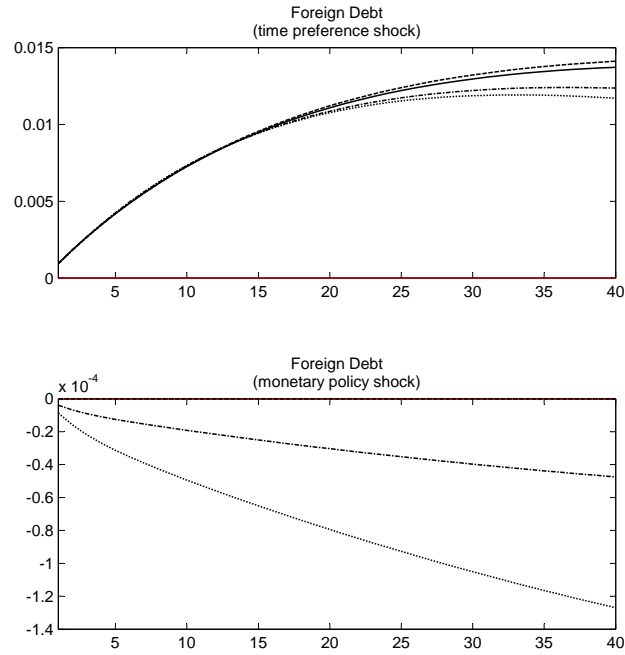 Foreign Debt
(time preference shock)
0.015
0.01
0.005
0
5 10 15 20 25 30 35 40
Foreign Debt
(monetary policy shock)
x 10^-4
0
-0.2
-0.4
-0.6
-0.8
-1
-1.2
-1.4
5 10 15 20 25 30 35 40